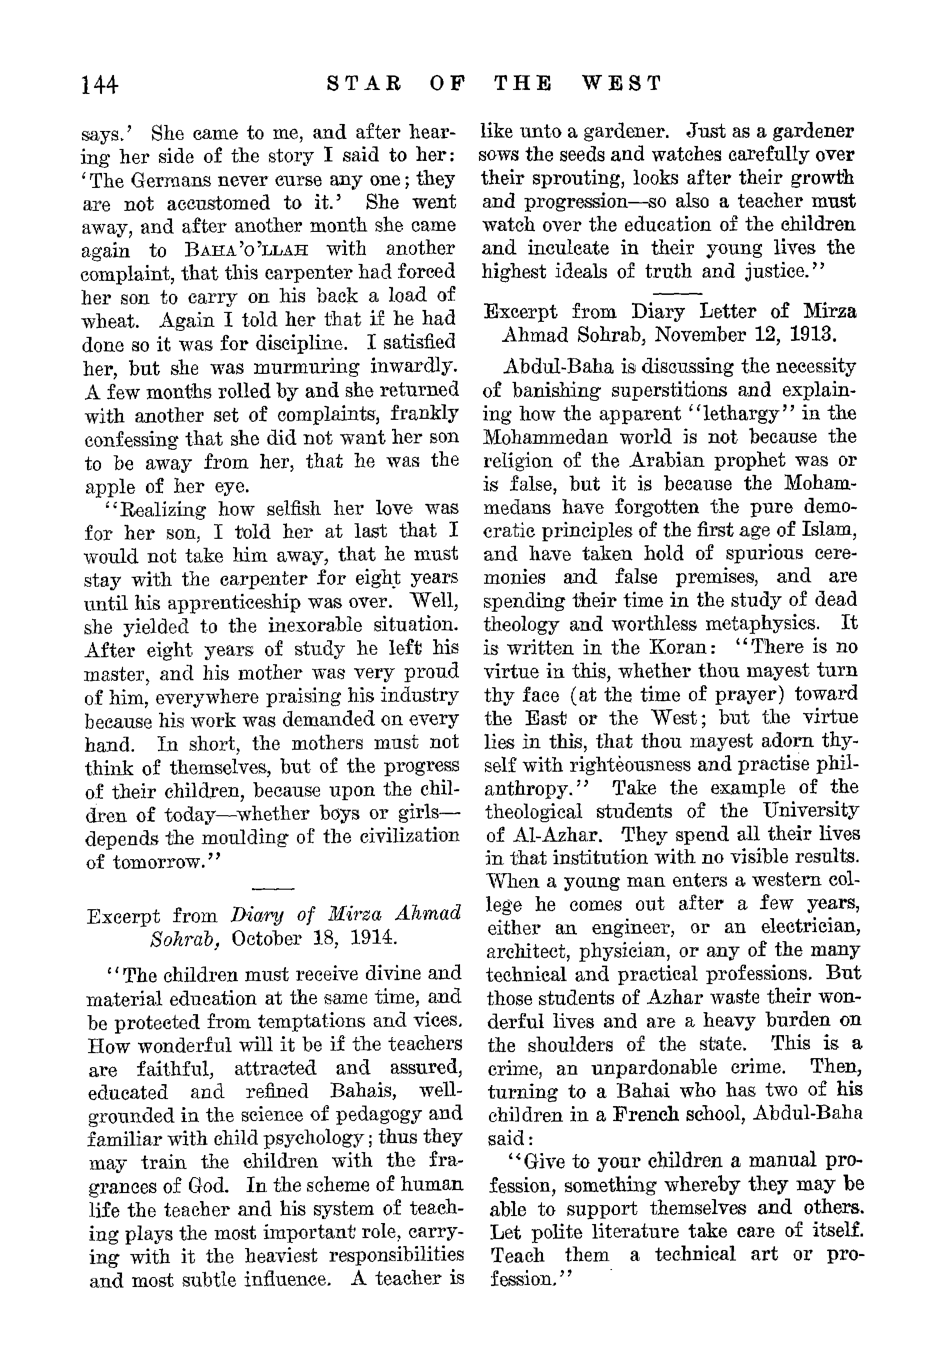 144 STAR OF THE WEST
says.' She came to me, and after hear-
ing her side of the story I said to her:
'The Germans never curse any one; they
are not accustomed to it.' She went
away, and after another month she came
again to BAHA'O'LLAH with another
complaint, that this carpenter had forced
her son to carry on his back a load of
wheat. Again I told her that if he had
done so it was for discipline. I satisfied
her, but she was murmuring inwardly.
A few months rolled by and she returned
with another set of complaints, frankly
confessing that she did not want her son
to be away from her, that he was the
apple of her eye.
"Realizing how selfish her love was
for her son, I told her at last that I
would not take him away, that he must
stay with the carpenter for eight years
until his apprenticeship was over. Well,
she yielded to the inexorable situation.
After eight years of study he left his
master, and his mother was very proud
of him, everywhere praising his industry
because his work was demanded on every
hand. In short, the mothers must not
think of themselves, but of the progress
of their children, because upon the chil-
dren of today—whether boys or girls—
depends the moulding of the civilization
of tomorrow."
Excerpt from Diary of Mirza Ahmad
Sohrab, October 18, 1914.
"The children must receive divine and
material education at the same time, and
be protected from temptations and vices.
How wonderful will it be if the teachers
are faithful, attracted and assured,
educated and refined Bahais, well-
grounded in the science of pedagogy and
familiar with child psychology; thus they
may train the children with the fra-
grances of God. In the scheme of human
life the teacher and his system of teach-
ing plays the most important role, carry-
ing with it the heaviest responsibilities
and most subtle influence. A teacher is
like unto a gardener. Just as a gardener
sows the seeds and watches carefully over
their sprouting, looks after their growth
and progression—so also a teacher must
watch over the education of the children
and inculcate in their young lives the
highest ideals of truth and justice."
Excerpt from Diary Letter of Mirza
Ahmad Sohrab, November 12, 1913.
Abdul-Baha is discussing the necessity
of banishing superstitions and explain-
ing how the apparent "lethargy" in the
Mohammedan world is not because the
religion of the Arabian prophet was or
is false, but it is because the Moham-
medans have forgotten the pure demo-
cratic principles of the first age of Islam,
and have taken hold of spurious cere-
monies and false premises, and are
spending their time in the study of dead
theology and worthless metaphysics. It
is written in the Koran: "There is no
virtue in this, whether thou mayest turn
thy face (at the time of prayer) toward
the East or the West; but the virtue
lies in this, that thou mayest adorn thy-
self with righteousness and practise phil-
anthropy." Take the example of the
theological students of the University
of Al-Azhar. They spend all their lives
in that institution with no visible results.
When a young man enters a western col-
lege he comes out after a few years,
either an engineer, or an electrician,
architect, physician, or any of the many
technical and practical professions. But
those students of Azhar waste their won-
derful lives and are a heavy burden on
the shoulders of the state. This is a
crime, an unpardonable crime. Then,
turning to a Bahai who has two of his
children in a French school, Abdul-Baha
said:
"Give to your children a manual pro-
fession, something whereby they may be
able to support themselves and others.
Let polite literature take care of itself.
Teach them a technical art or pro-
fession."